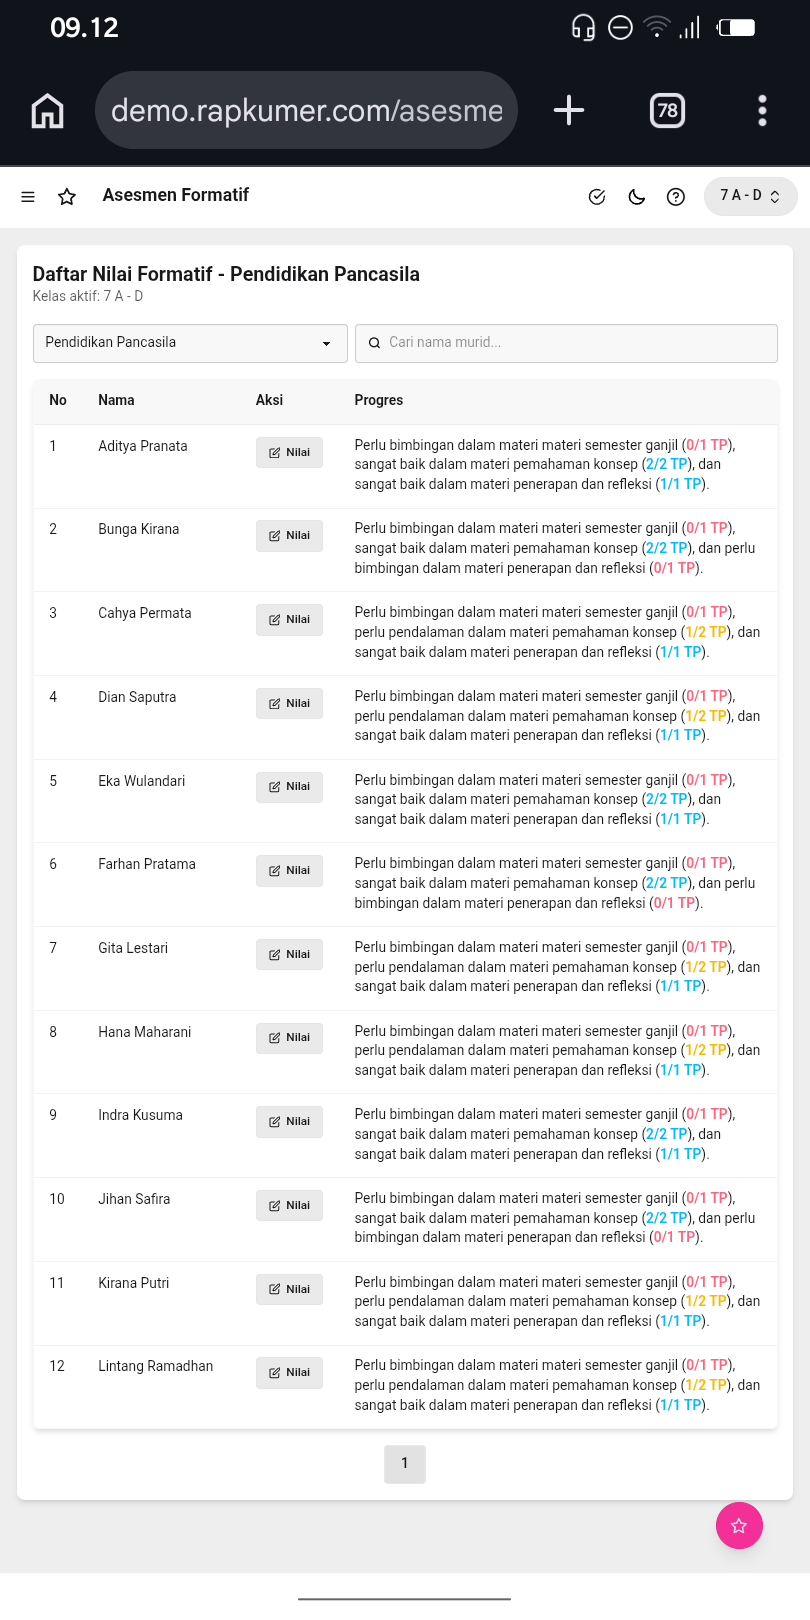 09.12
demo.rapkumer.com/asesme
78
Asesmen Formatif
7 A - D
Daftar Nilai Formatif - Pendidikan Pancasila
Kelas aktif: 7 A - D
Pendidikan Pancasila
Cari nama murid...
No Nama Aksi Progres
1 Aditya Pranata Nilai Perlu bimbingan dalam materi materi semester ganjil (0/1 TP),
sangat baik dalam materi pemahaman konsep (2/2 TP), dan
sangat baik dalam materi penerapan dan refleksi (1/1 TP).
2 Bunga Kirana Nilai Perlu bimbingan dalam materi materi semester ganjil (0/1 TP),
sangat baik dalam materi pemahaman konsep (2/2 TP), dan perlu
bimbingan dalam materi penerapan dan refleksi (0/1 TP).
3 Cahya Permata Nilai Perlu bimbingan dalam materi materi semester ganjil (0/1 TP),
perlu pendalaman dalam materi pemahaman konsep (1/2 TP), dan
sangat baik dalam materi penerapan dan refleksi (1/1 TP).
4 Dian Saputra Nilai Perlu bimbingan dalam materi materi semester ganjil (0/1 TP),
perlu pendalaman dalam materi pemahaman konsep (1/2 TP), dan
sangat baik dalam materi penerapan dan refleksi (1/1 TP).
5 Eka Wulandari Nilai Perlu bimbingan dalam materi materi semester ganjil (0/1 TP),
sangat baik dalam materi pemahaman konsep (2/2 TP), dan
sangat baik dalam materi penerapan dan refleksi (1/1 TP).
6 Farhan Pratama Nilai Perlu bimbingan dalam materi materi semester ganjil (0/1 TP),
sangat baik dalam materi pemahaman konsep (2/2 TP), dan perlu
bimbingan dalam materi penerapan dan refleksi (0/1 TP).
7 Gita Lestari Nilai Perlu bimbingan dalam materi materi semester ganjil (0/1 TP),
perlu pendalaman dalam materi pemahaman konsep (1/2 TP), dan
sangat baik dalam materi penerapan dan refleksi (1/1 TP).
8 Hana Maharani Nilai Perlu bimbingan dalam materi materi semester ganjil (0/1 TP),
perlu pendalaman dalam materi pemahaman konsep (1/2 TP), dan
sangat baik dalam materi penerapan dan refleksi (1/1 TP).
9 Indra Kusuma Nilai Perlu bimbingan dalam materi materi semester ganjil (0/1 TP),
sangat baik dalam materi pemahaman konsep (2/2 TP), dan
sangat baik dalam materi penerapan dan refleksi (1/1 TP).
10 Jihan Safira Nilai Perlu bimbingan dalam materi materi semester ganjil (0/1 TP),
sangat baik dalam materi pemahaman konsep (2/2 TP), dan perlu
bimbingan dalam materi penerapan dan refleksi (0/1 TP).
11 Kirana Putri Nilai Perlu bimbingan dalam materi materi semester ganjil (0/1 TP),
perlu pendalaman dalam materi pemahaman konsep (1/2 TP), dan
sangat baik dalam materi penerapan dan refleksi (1/1 TP).
12 Lintang Ramadhan Nilai Perlu bimbingan dalam materi materi semester ganjil (0/1 TP),
perlu pendalaman dalam materi pemahaman konsep (1/2 TP), dan
sangat baik dalam materi penerapan dan refleksi (1/1 TP).
1